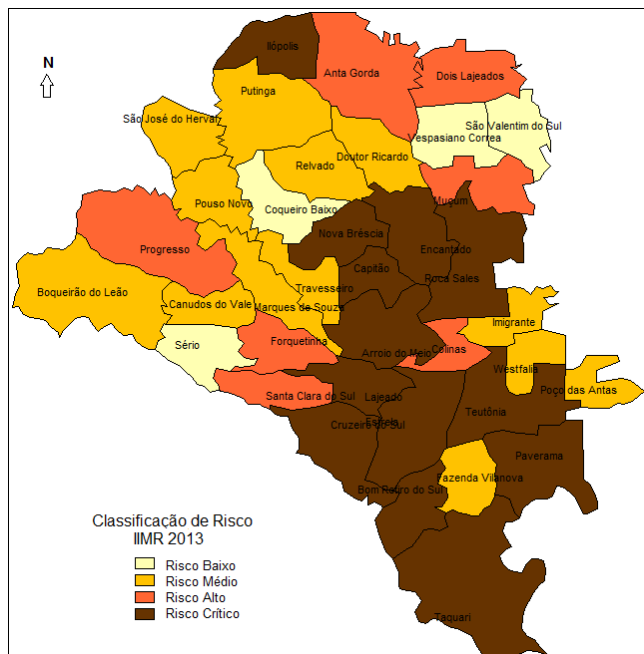 Ilópolis
N
Anta Gorda
Dois Lajeados
Putinga
São José do Herval
São Valentim do Sul
Vespasiano Correa
Doutor Ricardo
Relvado
Pouso Novo
Muçum
Coqueiro Baixo
Nova Bréscia
Progresso
Encantado
Capitão
Roca Sales
Travesseiro
Boqueirão do Leão
Canudos do Vale
Marques de Souza
Imigrante
Forquetinha
Sério
Arroio do Meio
Colinas
Westfalia
Poço das Antas
Santa Clara do Sul
Lajeado
Teutônia
Estrela
Cruzeiro do Sul
Paverama
Fazenda Vilanova
Bom Retiro do Sul
Taquari
Classificação de Risco
IIMR 2013
Risco Baixo
Risco Médio
Risco Alto
Risco Crítico